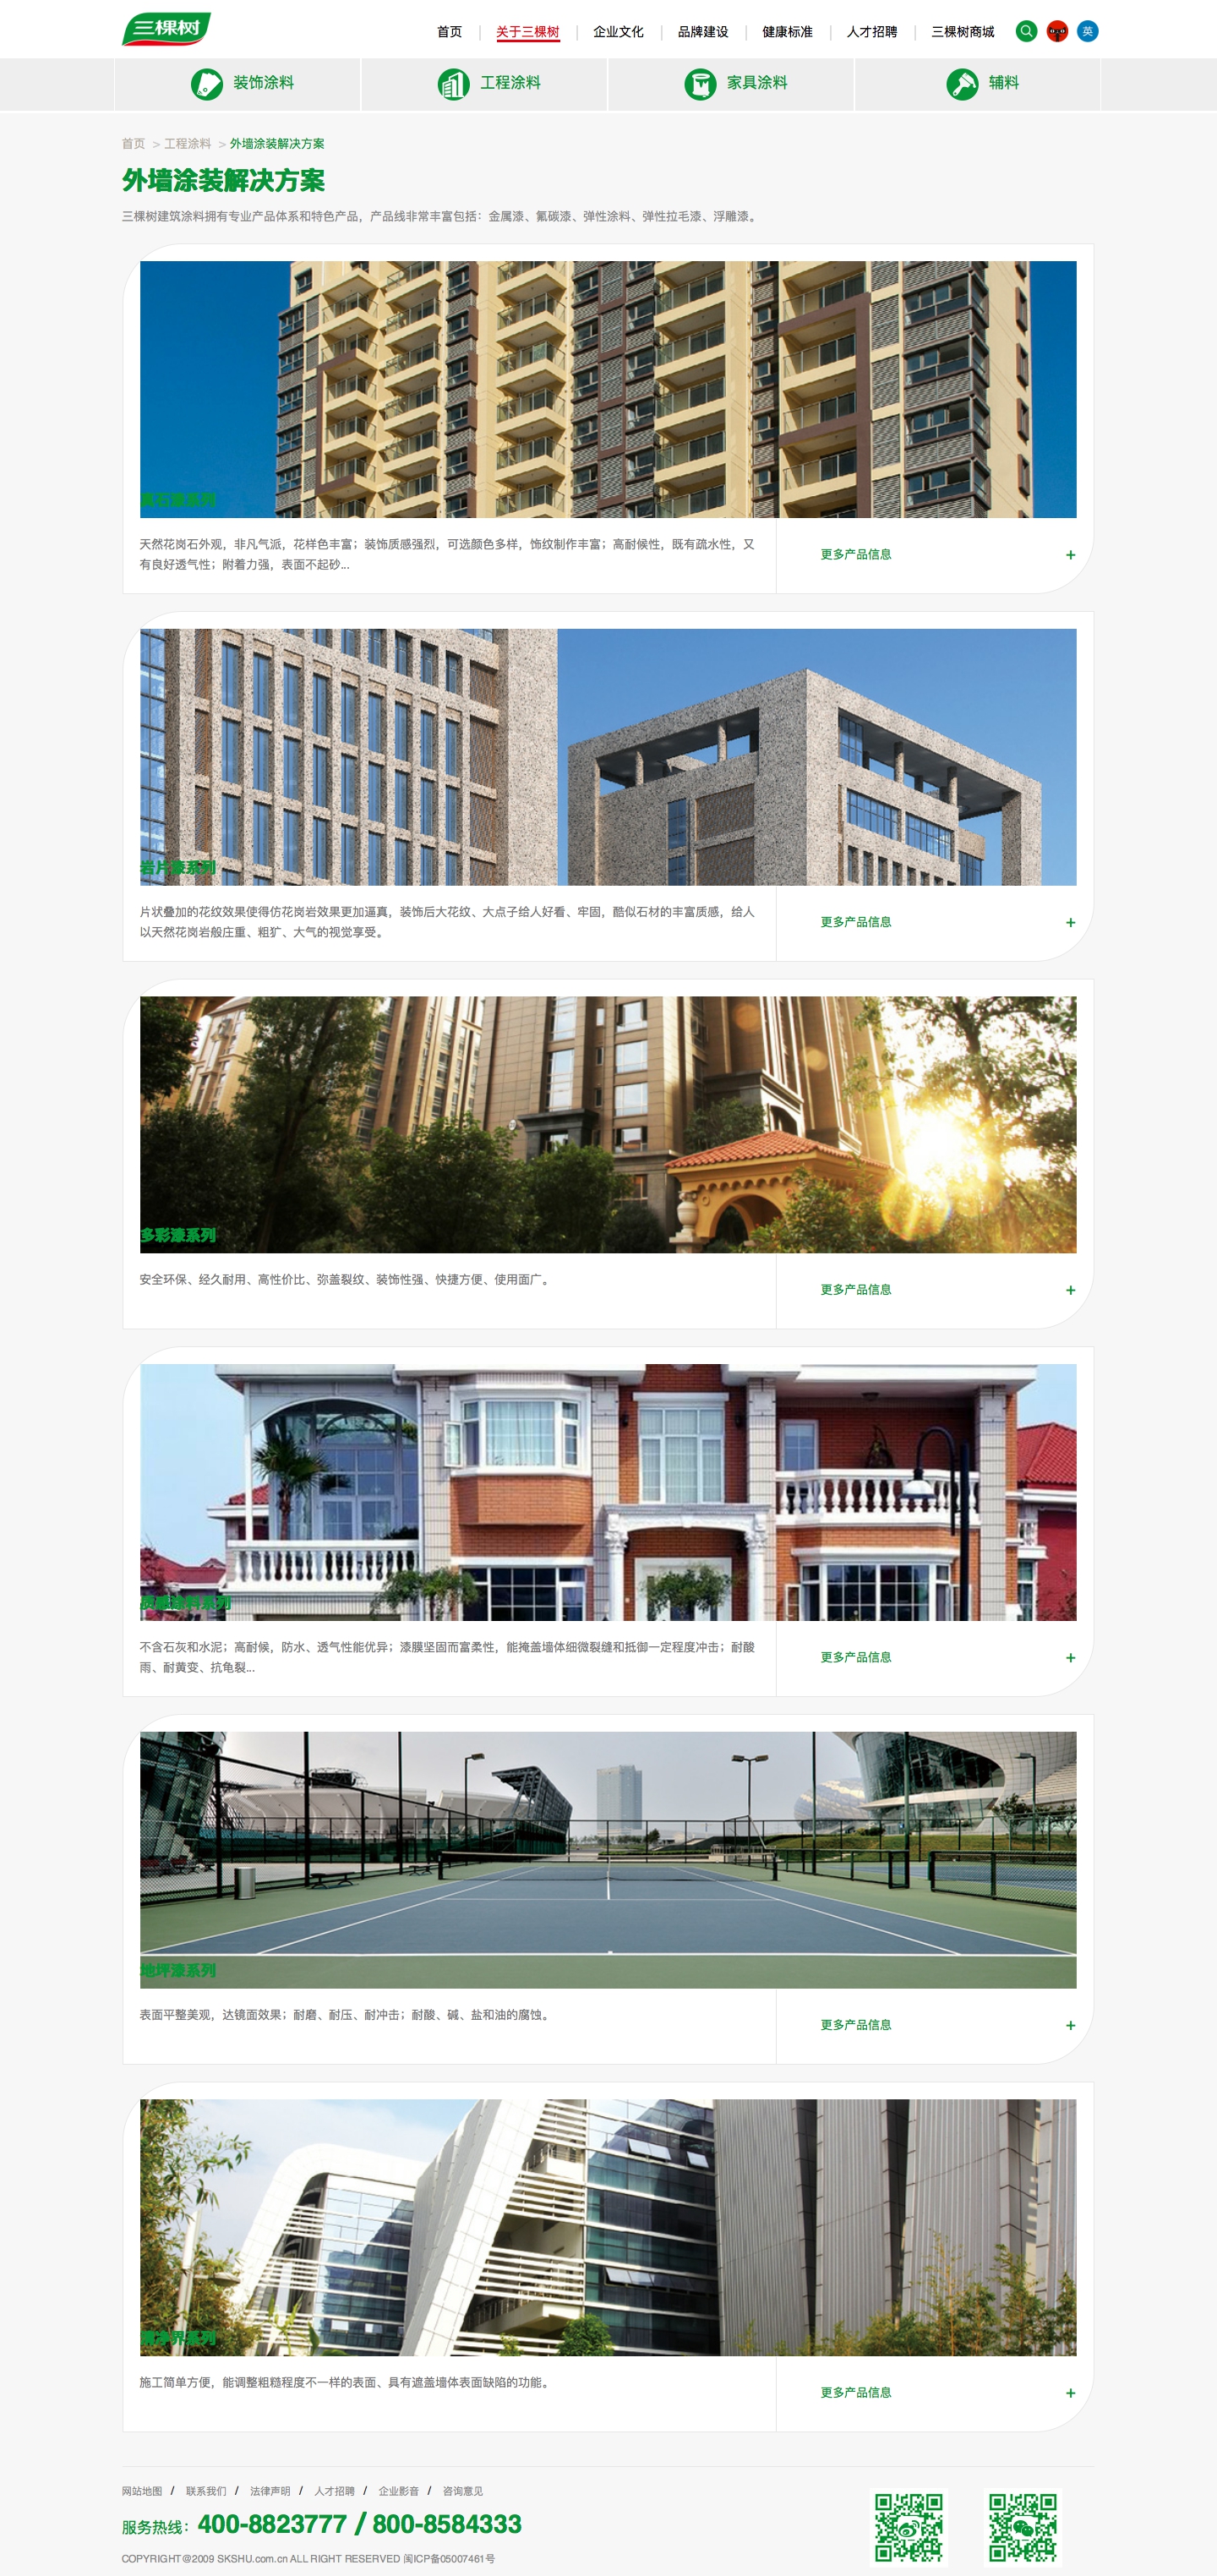 三棵树
首页
关于三棵树
企业文化
品牌建设
健康标准
人才招聘
三棵树商城
英
装饰涂料
工程涂料
家具涂料
辅料
首页 > 工程涂料 > 外墙涂装解决方案
外墙涂装解决方案
三棵树建筑涂料拥有专业产品体系和特色产品，产品线非常丰富包括：金属漆、氟碳漆、弹性涂料、弹性拉毛漆、浮雕漆。
真石漆系列
天然花岗石外观，非凡气派，花样色丰富；装饰质感强烈，可选颜色多样，饰纹制作丰富；高耐候性，既有疏水性，又
有良好透气性；附着力强，表面不起砂...
更多产品信息 +
岩片漆系列
片状叠加的花纹效果使得仿花岗岩效果更加逼真，装饰后大花纹、大点子给人好看、牢固，酷似石材的丰富质感，给人
以天然花岗岩般庄重、粗犷、大气的视觉享受。
更多产品信息 +
多彩漆系列
安全环保、经久耐用、高性价比、弥盖裂纹、装饰性强、快捷方便、使用面广。
更多产品信息 +
质感涂料系列
不含石灰和水泥；高耐候，防水、透气性能优异；漆膜坚固而富柔性，能掩盖墙体细微裂缝和抵御一定程度冲击；耐酸
雨、耐黄变、抗龟裂...
更多产品信息 +
地坪漆系列
表面平整美观，达镜面效果；耐磨、耐压、耐冲击；耐酸、碱、盐和油的腐蚀。
更多产品信息 +
系列
施工简单方便，能调整粗糙程度不一样的表面、具有遮盖墙体表面缺陷的功能。
更多产品信息 +
网站地图 / 联系我们 / 法律声明 / 人才招聘 / 企业影音 / 咨询意见
服务热线：400-8823777 / 800-8584333
COPYRIGHT@2009 SKSHU.com.cn ALL RIGHT RESERVED 闽ICP备05007461号